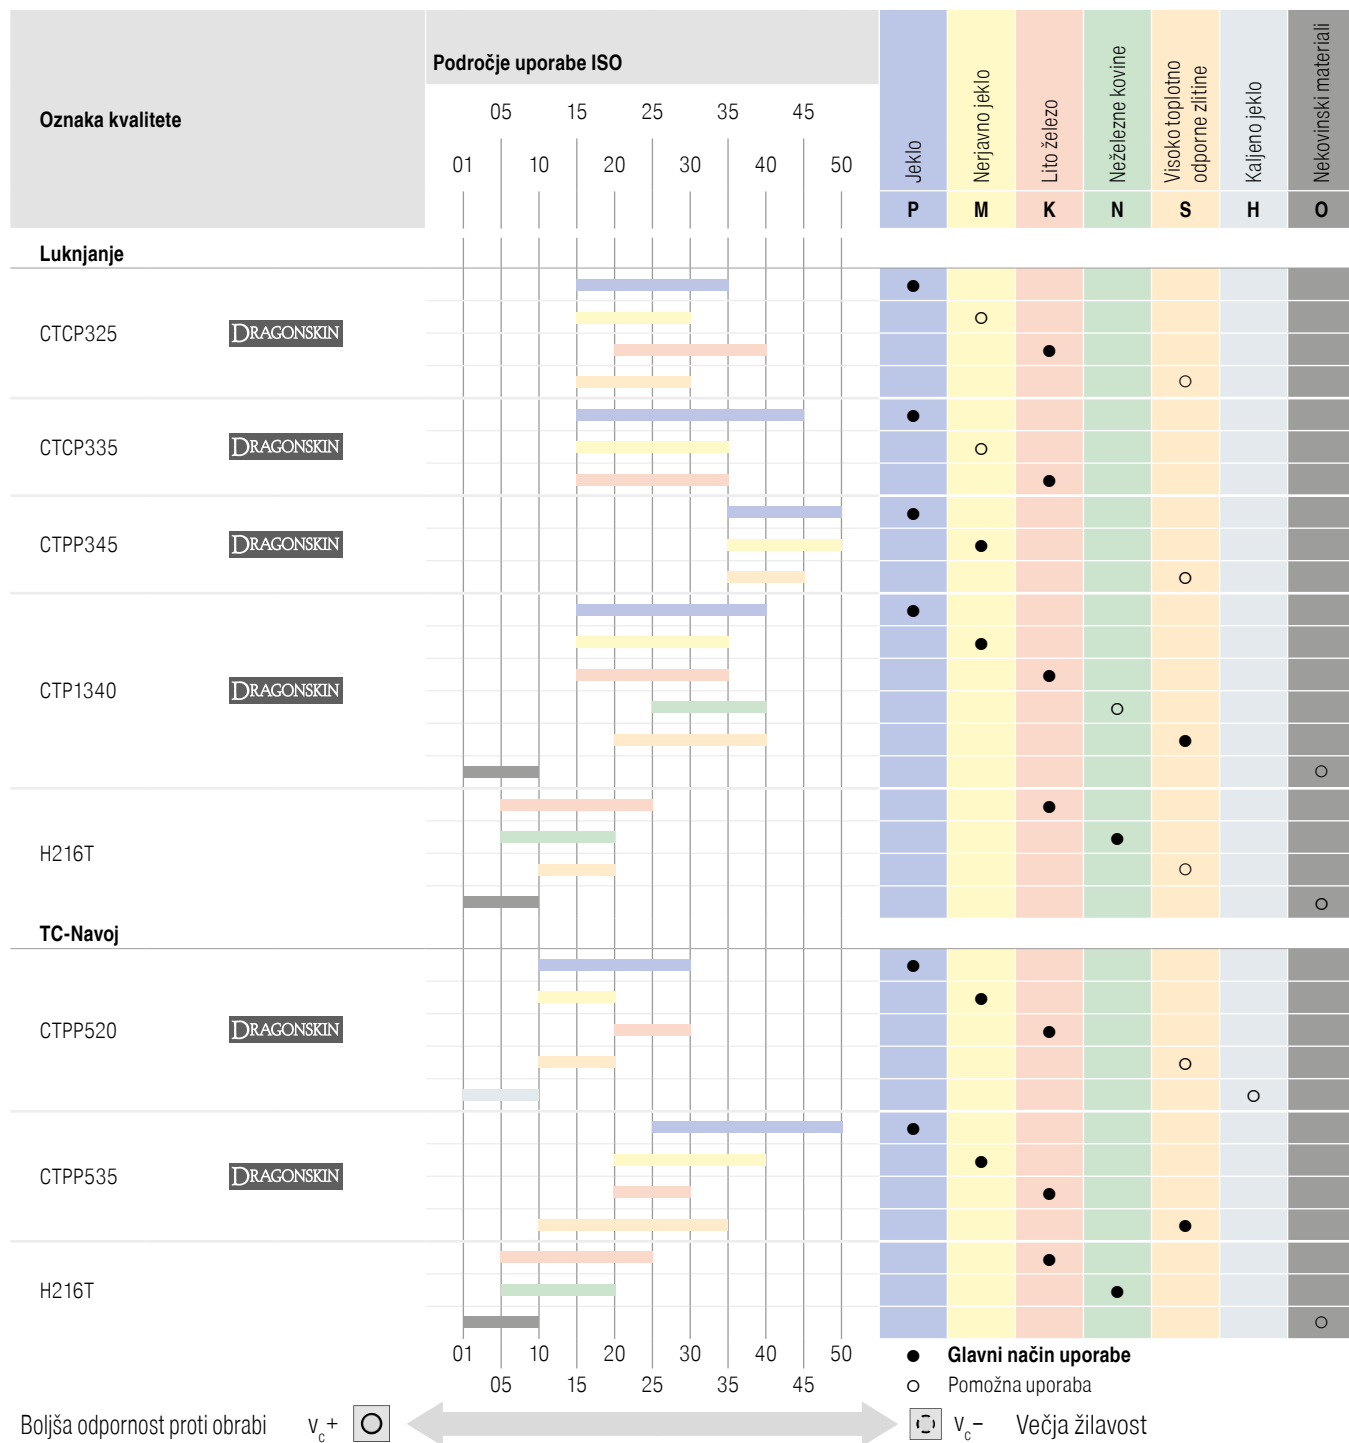 Oznaka kvalitete
Področje uporabe ISO
05 15 25 35 45
01 10 20 30 40 50
Jeklo
Nerjavno jeklo
Lito železo
Neželezne kovine
Visoko toplotno
odporne zlitine
Kaljeno jeklo
Nekovinski materiali
P M K N S H O
Luknjanje
CTCP325 DRAGONSKIN
CTCP335 DRAGONSKIN
CTPP345 DRAGONSKIN
CTP1340 DRAGONSKIN
H216T
TC-Navoj
CTPP520 DRAGONSKIN
CTPP535 DRAGONSKIN
H216T
01 10 20 30 40 50
05 15 25 35 45
Glavni način uporabe
Pomožna uporaba
Boljša odpornost proti obrabi vc+
vc– Večja žilavost